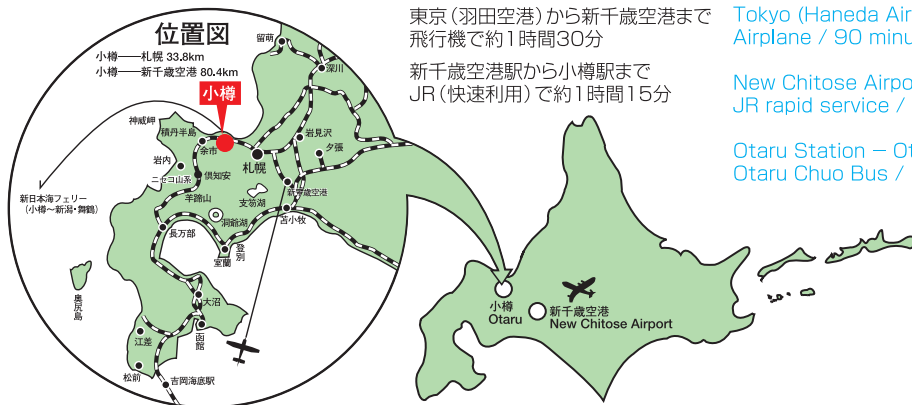 位置図
小樽──札幌 33.8km
小樽──新千歳空港 80.4km
小樽
留萌
深川
神威岬
積丹半島
余市
岩見沢
夕張
札幌
岩内
ニセコ山系
倶知安
羊蹄山
支笏湖
新千歳空港
新日本海フェリー
(小樽〜新潟・舞鶴)
洞爺湖
苫小牧
長万部
登別
室蘭
奥尻島
大沼
函館
江差
松前
吉岡海底駅
東京(羽田空港)から新千歳空港まで
飛行機で約1時間30分
新千歳空港駅から小樽駅まで
JR(快速利用)で約1時間15分
Tokyo (Haneda Air
Airplane / 90 minu
New Chitose Airpo
JR rapid service /
Otaru Station – Ot
Otaru Chuo Bus /
小樽
Otaru
新千歳空港
New Chitose Airport